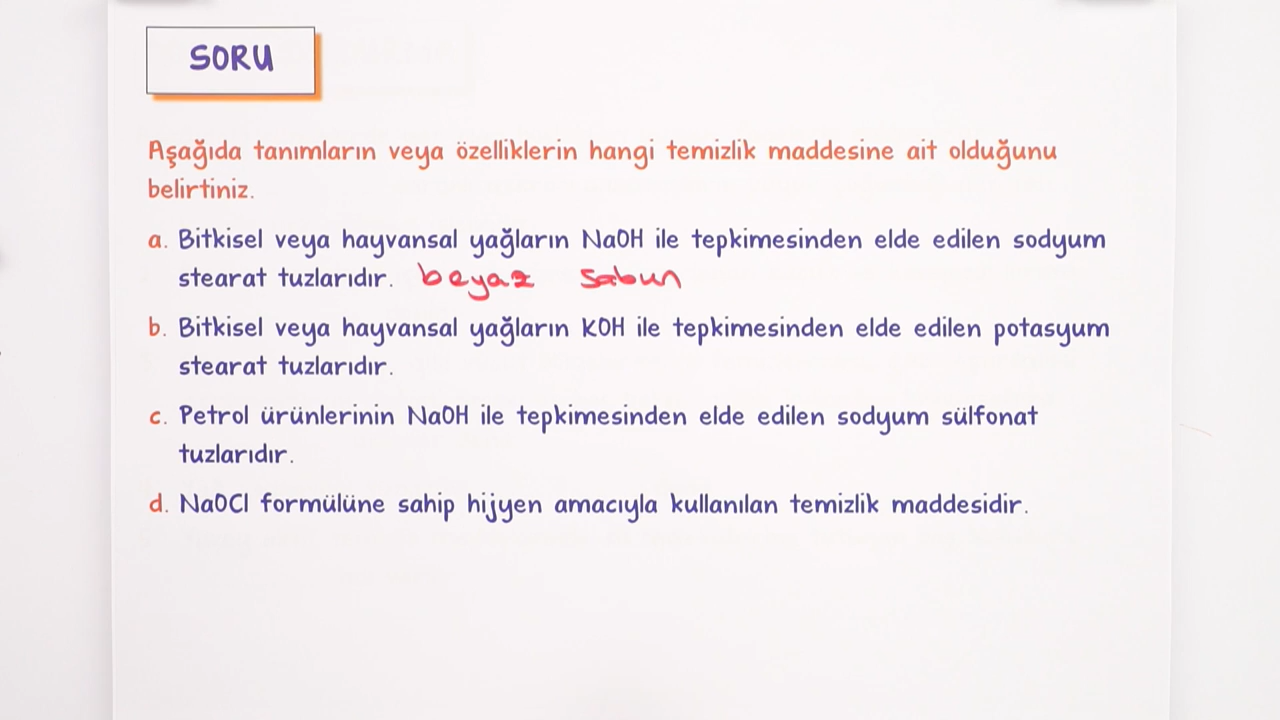 SORU
Aşağıda tanımların veya özelliklerin hangi temizlik maddesine ait olduğunu
belirtiniz.
a. Bitkisel veya hayvansal yağların NaOH ile tepkimesinden elde edilen sodyum
stearat tuzlarıdır. beyaz sabun
b. Bitkisel veya hayvansal yağların KOH ile tepkimesinden elde edilen potasyum
stearat tuzlarıdır.
c. Petrol ürünlerinin NaOH ile tepkimesinden elde edilen sodyum sülfonat
tuzlarıdır.
d. NaOCl formülüne sahip hijyen amacıyla kullanılan temizlik maddesidir.